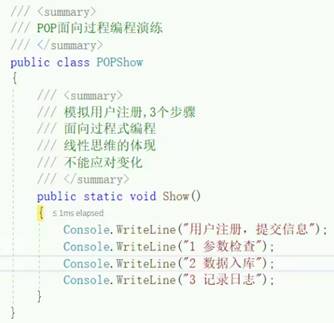 /// <summary>
/// POP面向过程编程演练
/// </summary>
public class POPShow
{
/// <summary>
/// 模拟用户注册,3个步骤
/// 面向过程式编程
/// 线性思维的体现
/// 不能应对变化
/// </summary>
public static void Show()
{ ≤ 1ms elapsed
Console.WriteLine("用户注册，提交信息");
Console.WriteLine("1 参数检查");
Console.WriteLine("2 数据入库");
Console.WriteLine("3 记录日志");
}
}